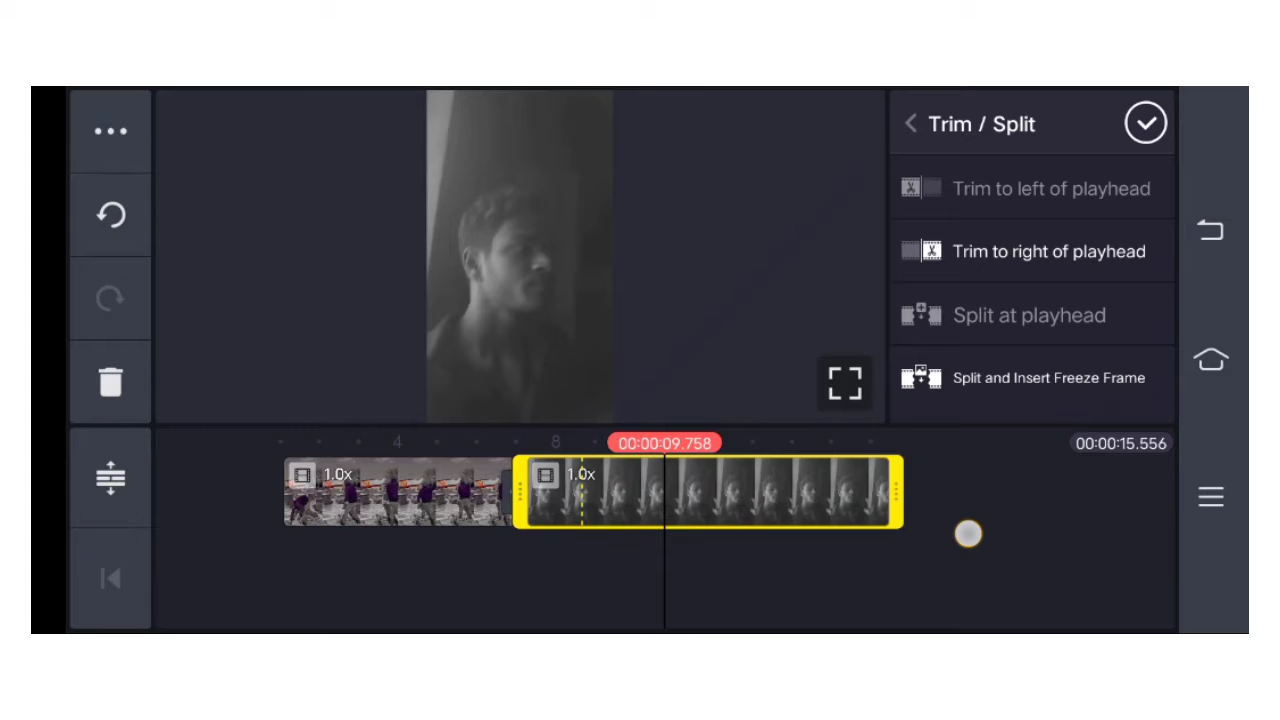 Trim / Split
Trim to left of playhead
Trim to right of playhead
Split at playhead
Split and Insert Freeze Frame
4
8
00:00:09.758
00:00:15.556
1.0x
1.0x